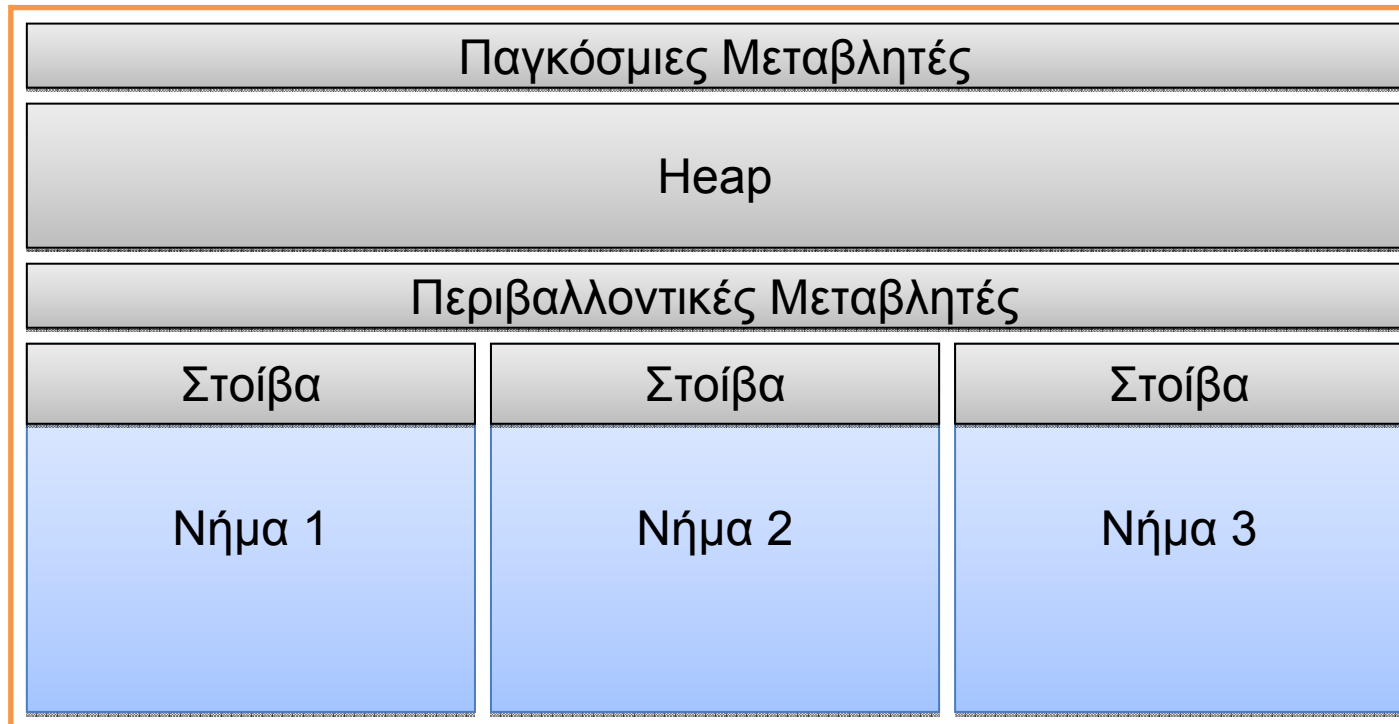 Παγκόσμιες Μεταβλητές
Heap
Περιβαλλοντικές Μεταβλητές
Στοίβα
Στοίβα
Στοίβα
Νήμα 1
Νήμα 2
Νήμα 3